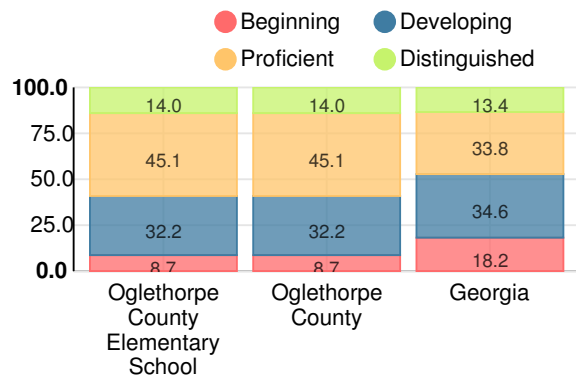 Beginning Developing
Proficient Distinguished
100.0
75.0
50.0
25.0
0.0
14.0 14.0 13.4
45.1 45.1 33.8
32.2 32.2 34.6
8.7 8.7 18.2
Oglethorpe
County
Elementary
School
Oglethorpe
County
Georgia